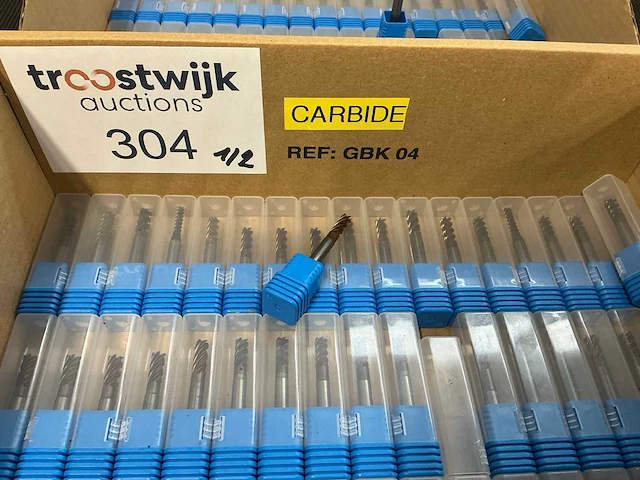 troostwijk
auctions
304 1/2
CARBIDE
REF: GBK 04